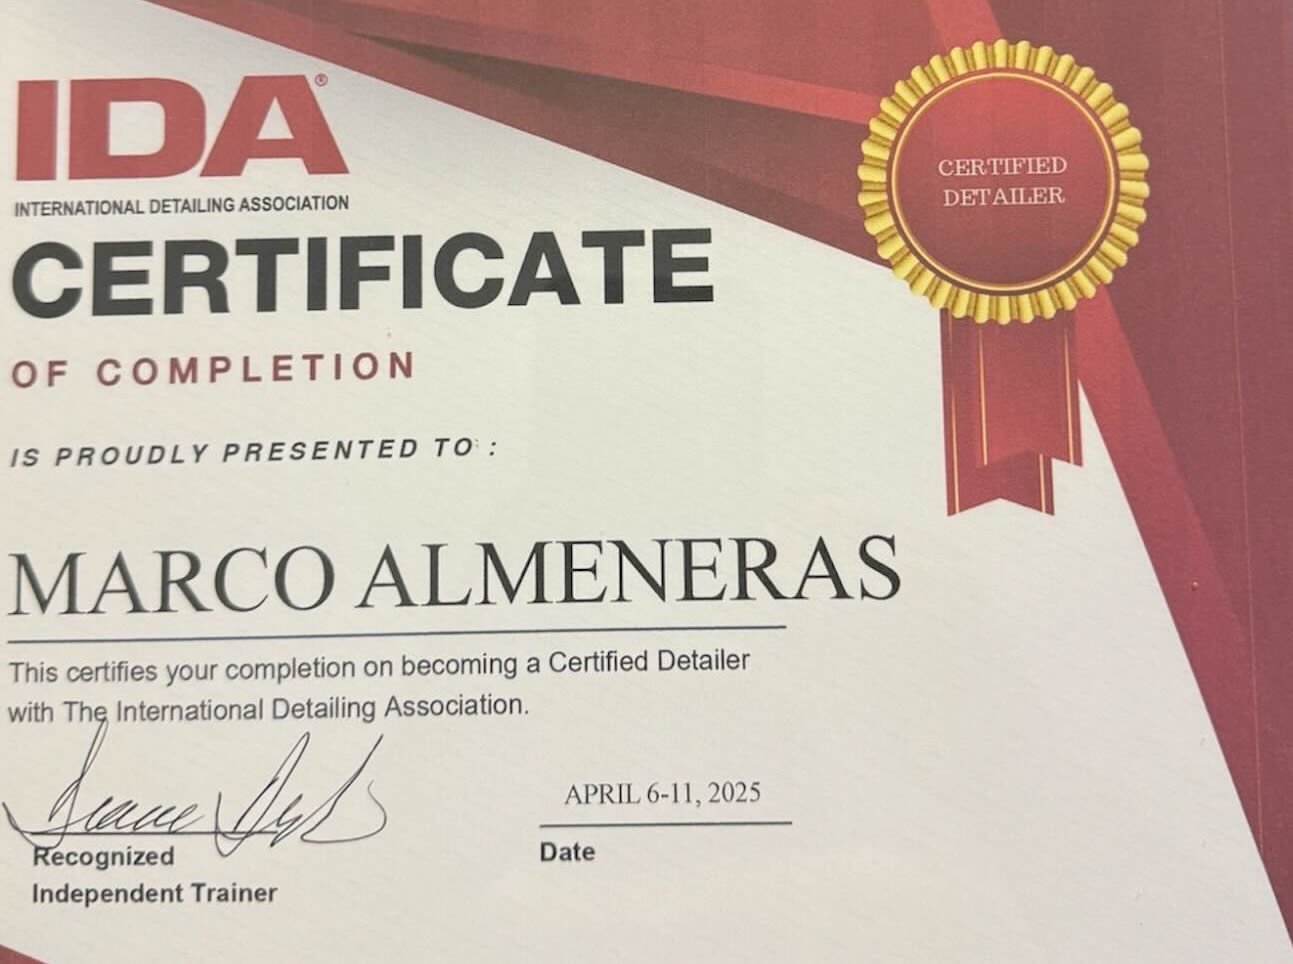 IDA®
INTERNATIONAL DETAILING ASSOCIATION
CERTIFICATE
OF COMPLETION
IS PROUDLY PRESENTED TO :
CERTIFIED
DETAILER
MARCO ALMENERAS
This certifies your completion on becoming a Certified Detailer
with The International Detailing Association.
APRIL 6-11, 2025
Recognized
Independent Trainer
Date